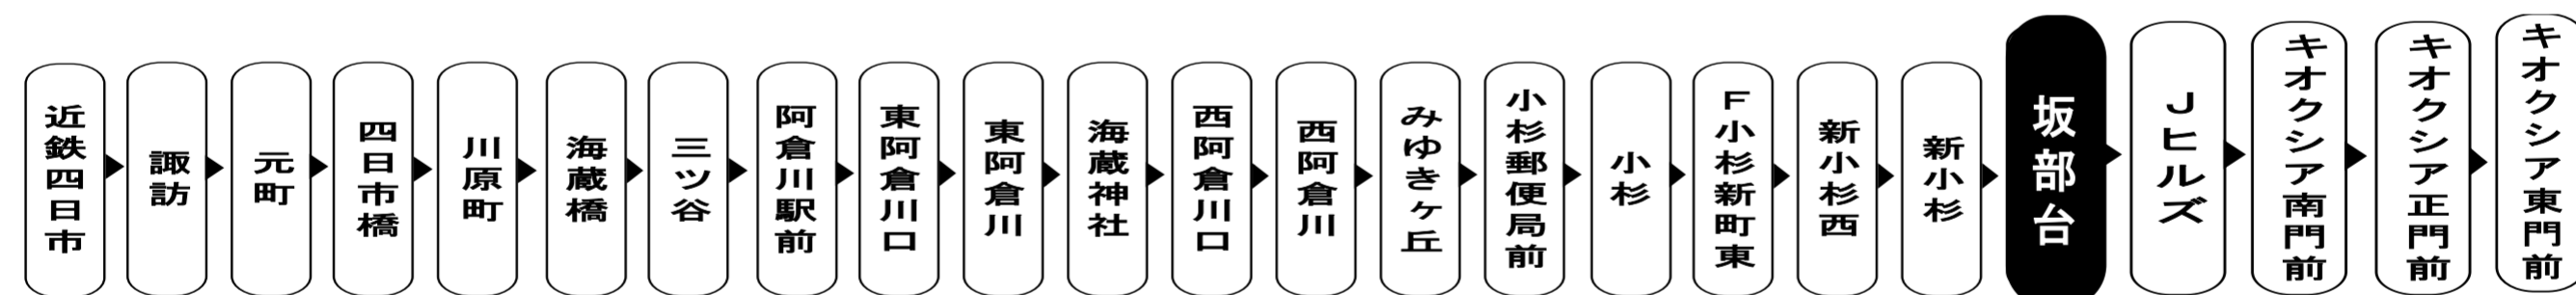 近鉄四日市
諏訪
元町
四日市橋
川原町
海蔵橋
三ツ谷
阿倉川駅前
東阿倉川口
東阿倉川
海蔵神社
西阿倉川口
西阿倉川
みゆきヶ丘
小杉郵便局前
小杉
F小杉新町東
新小杉西
新小杉
坂部台
Jヒルズ
キオクシア南門前
キオクシア正門前
キオクシア東門前